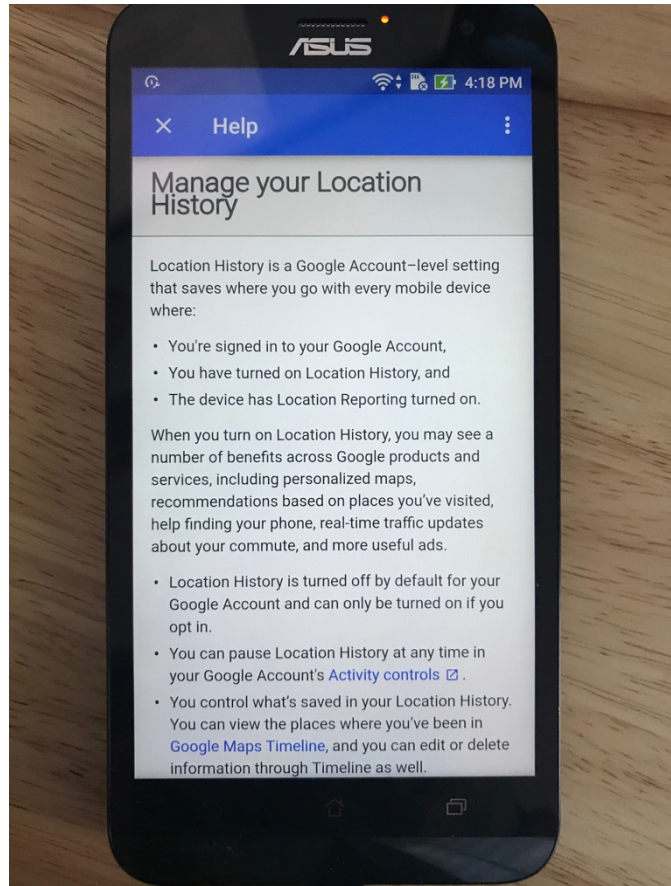 ASUS
4:18 PM
Help
Manage your Location
History
Location History is a Google Account–level setting
that saves where you go with every mobile device
where:
• You're signed in to your Google Account,
• You have turned on Location History, and
• The device has Location Reporting turned on.
When you turn on Location History, you may see a
number of benefits across Google products and
services, including personalized maps,
recommendations based on places you've visited,
help finding your phone, real-time traffic updates
about your commute, and more useful ads.
• Location History is turned off by default for your
Google Account and can only be turned on if you
opt in.
• You can pause Location History at any time in
your Google Account's Activity controls.
• You control what's saved in your Location History.
You can view the places where you've been in
Google Maps Timeline, and you can edit or delete
information through Timeline as well.